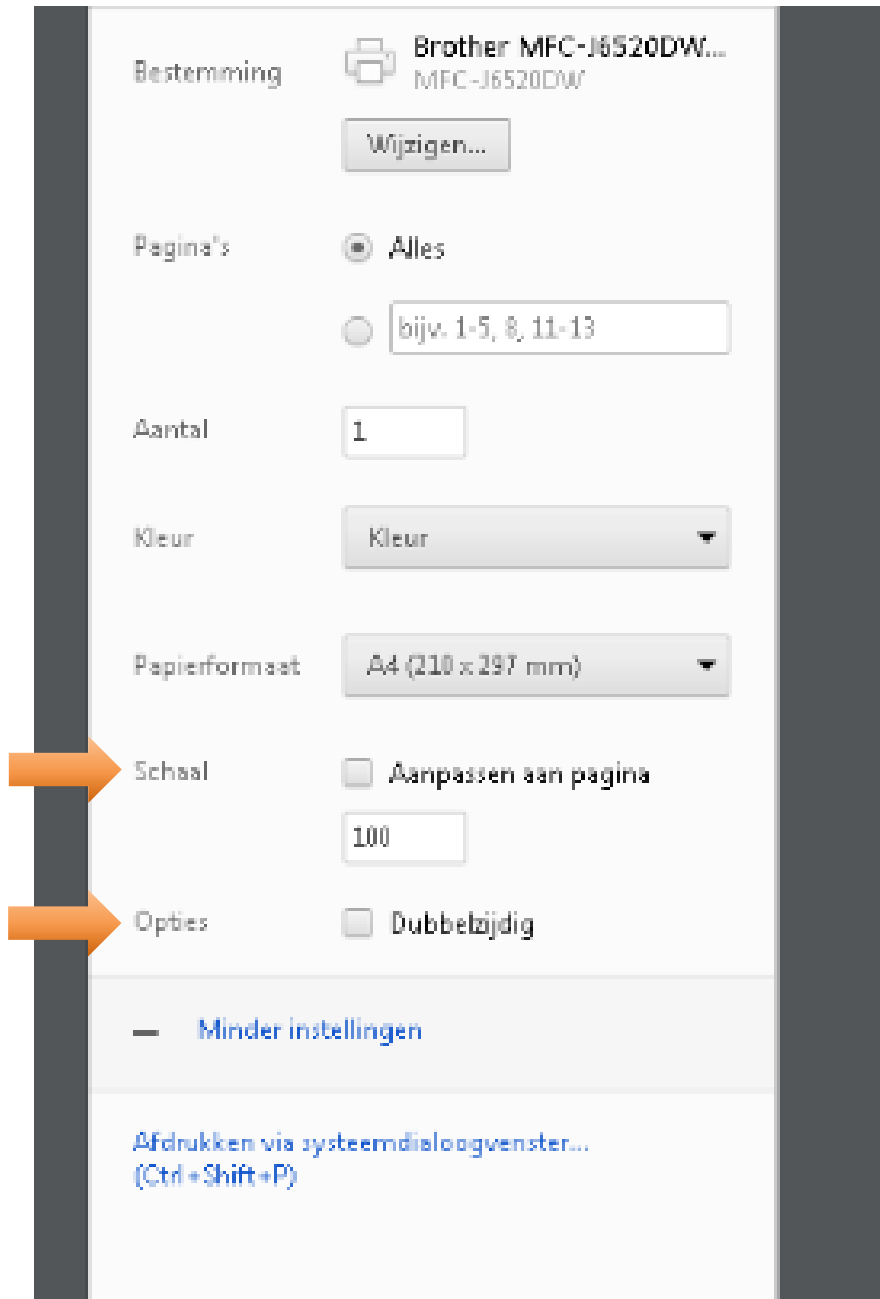 Bestemming
Brother MFC-J6520DW...
MFC-J6520DW
Wijzigen...
Pagina's
Alles
bijv. 1-5, 8, 11-13
Aantal
1
Kleur
Kleur
Papierformaat
A4 (210 x 297 mm)
Schaal
Aanpassen aan pagina
100
Opties
Dubbelzijdig
Minder instellingen
Afdrukken via systeemdialoogvenster...
(Ctrl+Shift+P)